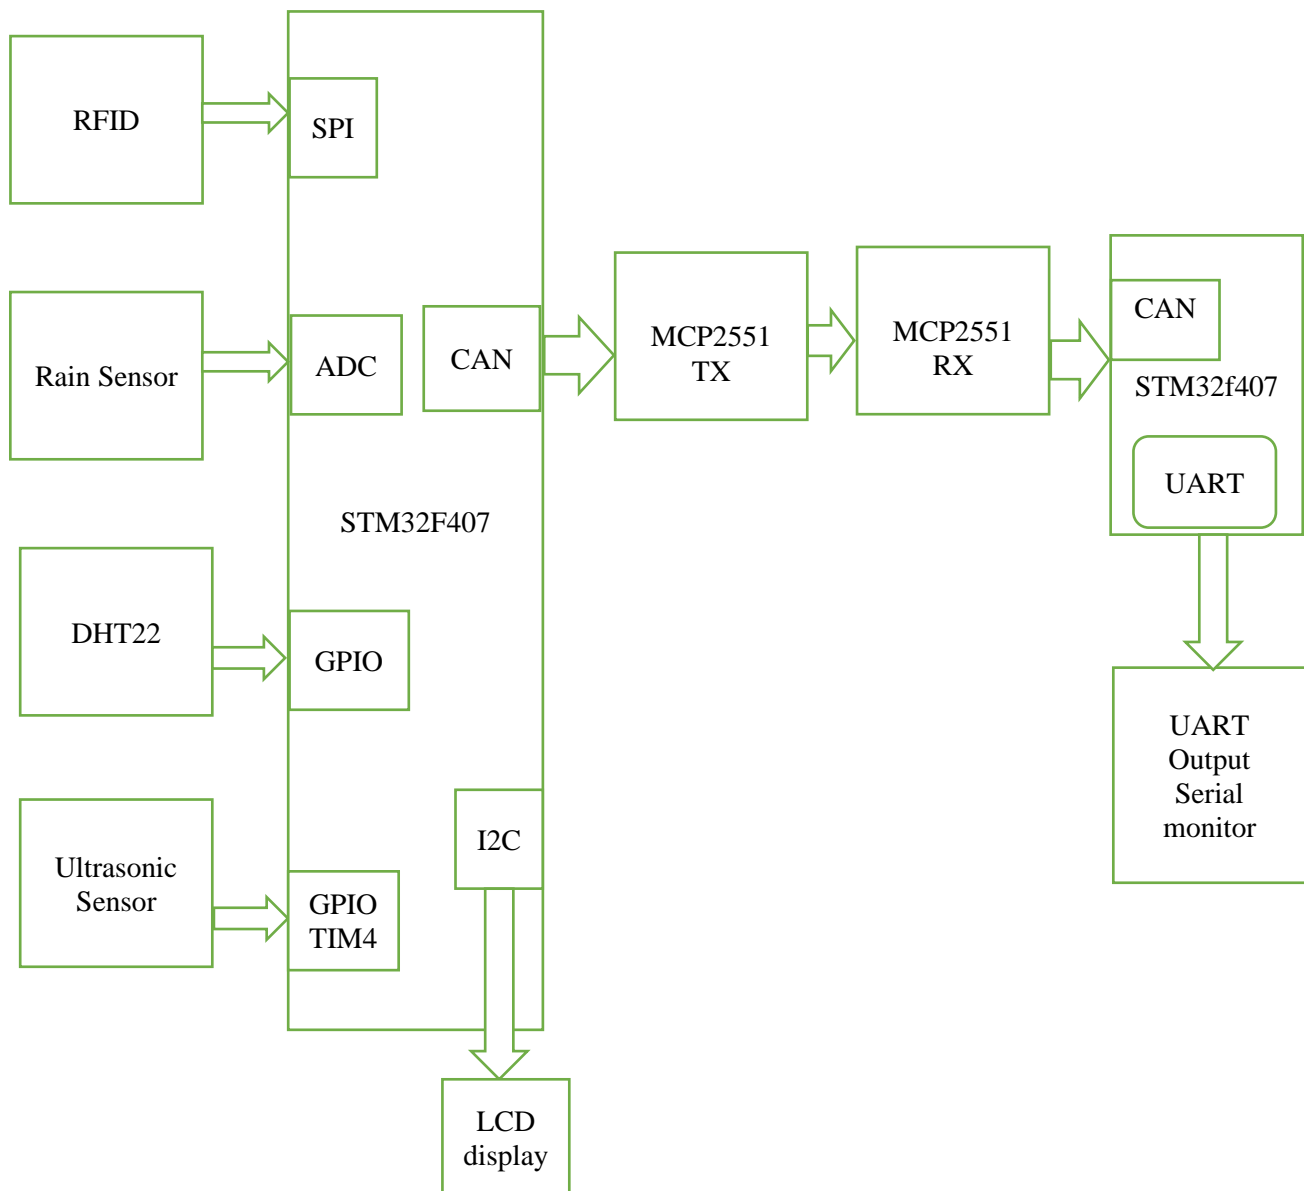 RFID
SPI
Rain Sensor
ADC
CAN
MCP2551
TX
MCP2551
RX
CAN
STM32f407
UART
STM32F407
DHT22
GPIO
UART
Output
Serial
monitor
Ultrasonic
Sensor
GPIO
TIM4
I2C
LCD
display